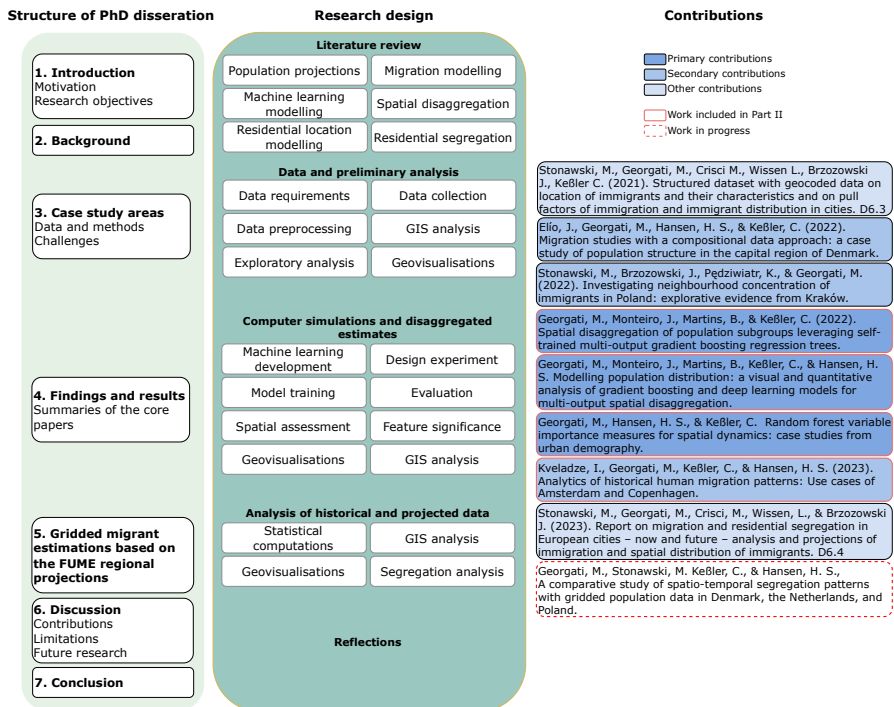 Structure of PhD disseration
1. Introduction
Motivation
Research objectives
2. Background
3. Case study areas
Data and methods
Challenges
4. Findings and results
Summaries of the core
papers
5. Gridded migrant
estimations based on
the FUME regional
projections
6. Discussion
Contributions
Limitations
Future research
7. Conclusion
Research design
Literature review
Population projections
Migration modelling
Machine learning
modelling
Spatial disaggregation
Residential location
modelling
Residential segregation
Data and preliminary analysis
Data requirements
Data collection
Data preprocessing
GIS analysis
Exploratory analysis
Geovisualisations
Computer simulations and disaggregated
estimates
Machine learning
development
Design experiment
Model training
Evaluation
Spatial assessment
Feature significance
Geovisualisations
GIS analysis
Analysis of historical and projected data
Statistical
computations
GIS analysis
Geovisualisations
Segregation analysis
Reflections
Contributions
Primary contributions
Secondary contributions
Other contributions
Work included in Part II
Work in progress
Stonawski, M., Georgati, M., Crisci M., Wissen L., Brzozowski
J., Keßler C. (2021). Structured dataset with geocoded data on
location of immigrants and their characteristics and on pull
factors of immigration and immigrant distribution in cities. D6.3
Elío, J., Georgati, M., Hansen, H. S., & Keßler, C. (2022).
Migration studies with a compositional data approach: a case
study of population structure in the capital region of Denmark.
Stonawski, M., Brzozowski, J., Pędziwiatr, K., & Georgati, M.
(2022). Investigating neighbourhood concentration of
immigrants in Poland: explorative evidence from Kraków.
Georgati, M., Monteiro, J., Martins, B., & Keßler, C. (2022).
Spatial disaggregation of population subgroups leveraging self-
trained multi-output gradient boosting regression trees.
Georgati, M., Monteiro, J., Martins, B., Keßler, C., & Hansen, H.
S. Modelling population distribution: a visual and quantitative
analysis of gradient boosting and deep learning models for
multi-output spatial disaggregation.
Georgati, M., Hansen, H. S., & Keßler, C. Random forest variable
importance measures for spatial dynamics: case studies from
urban demography.
Kveladze, I., Georgati, M., Keßler, C., & Hansen, H. S. (2023).
Analytics of historical human migration patterns: Use cases of
Amsterdam and Copenhagen.
Stonawski, M., Georgati, M., Crisci, M., Wissen, L., & Brzozowski
J. (2023). Report on migration and residential segregation in
European cities – now and future – analysis and projections of
immigration and spatial distribution of immigrants. D6.4
Georgati, M., Stonawski, M. Keßler, C., & Hansen, H. S.,
A comparative study of spatio-temporal segregation patterns
with gridded population data in Denmark, the Netherlands, and
Poland.